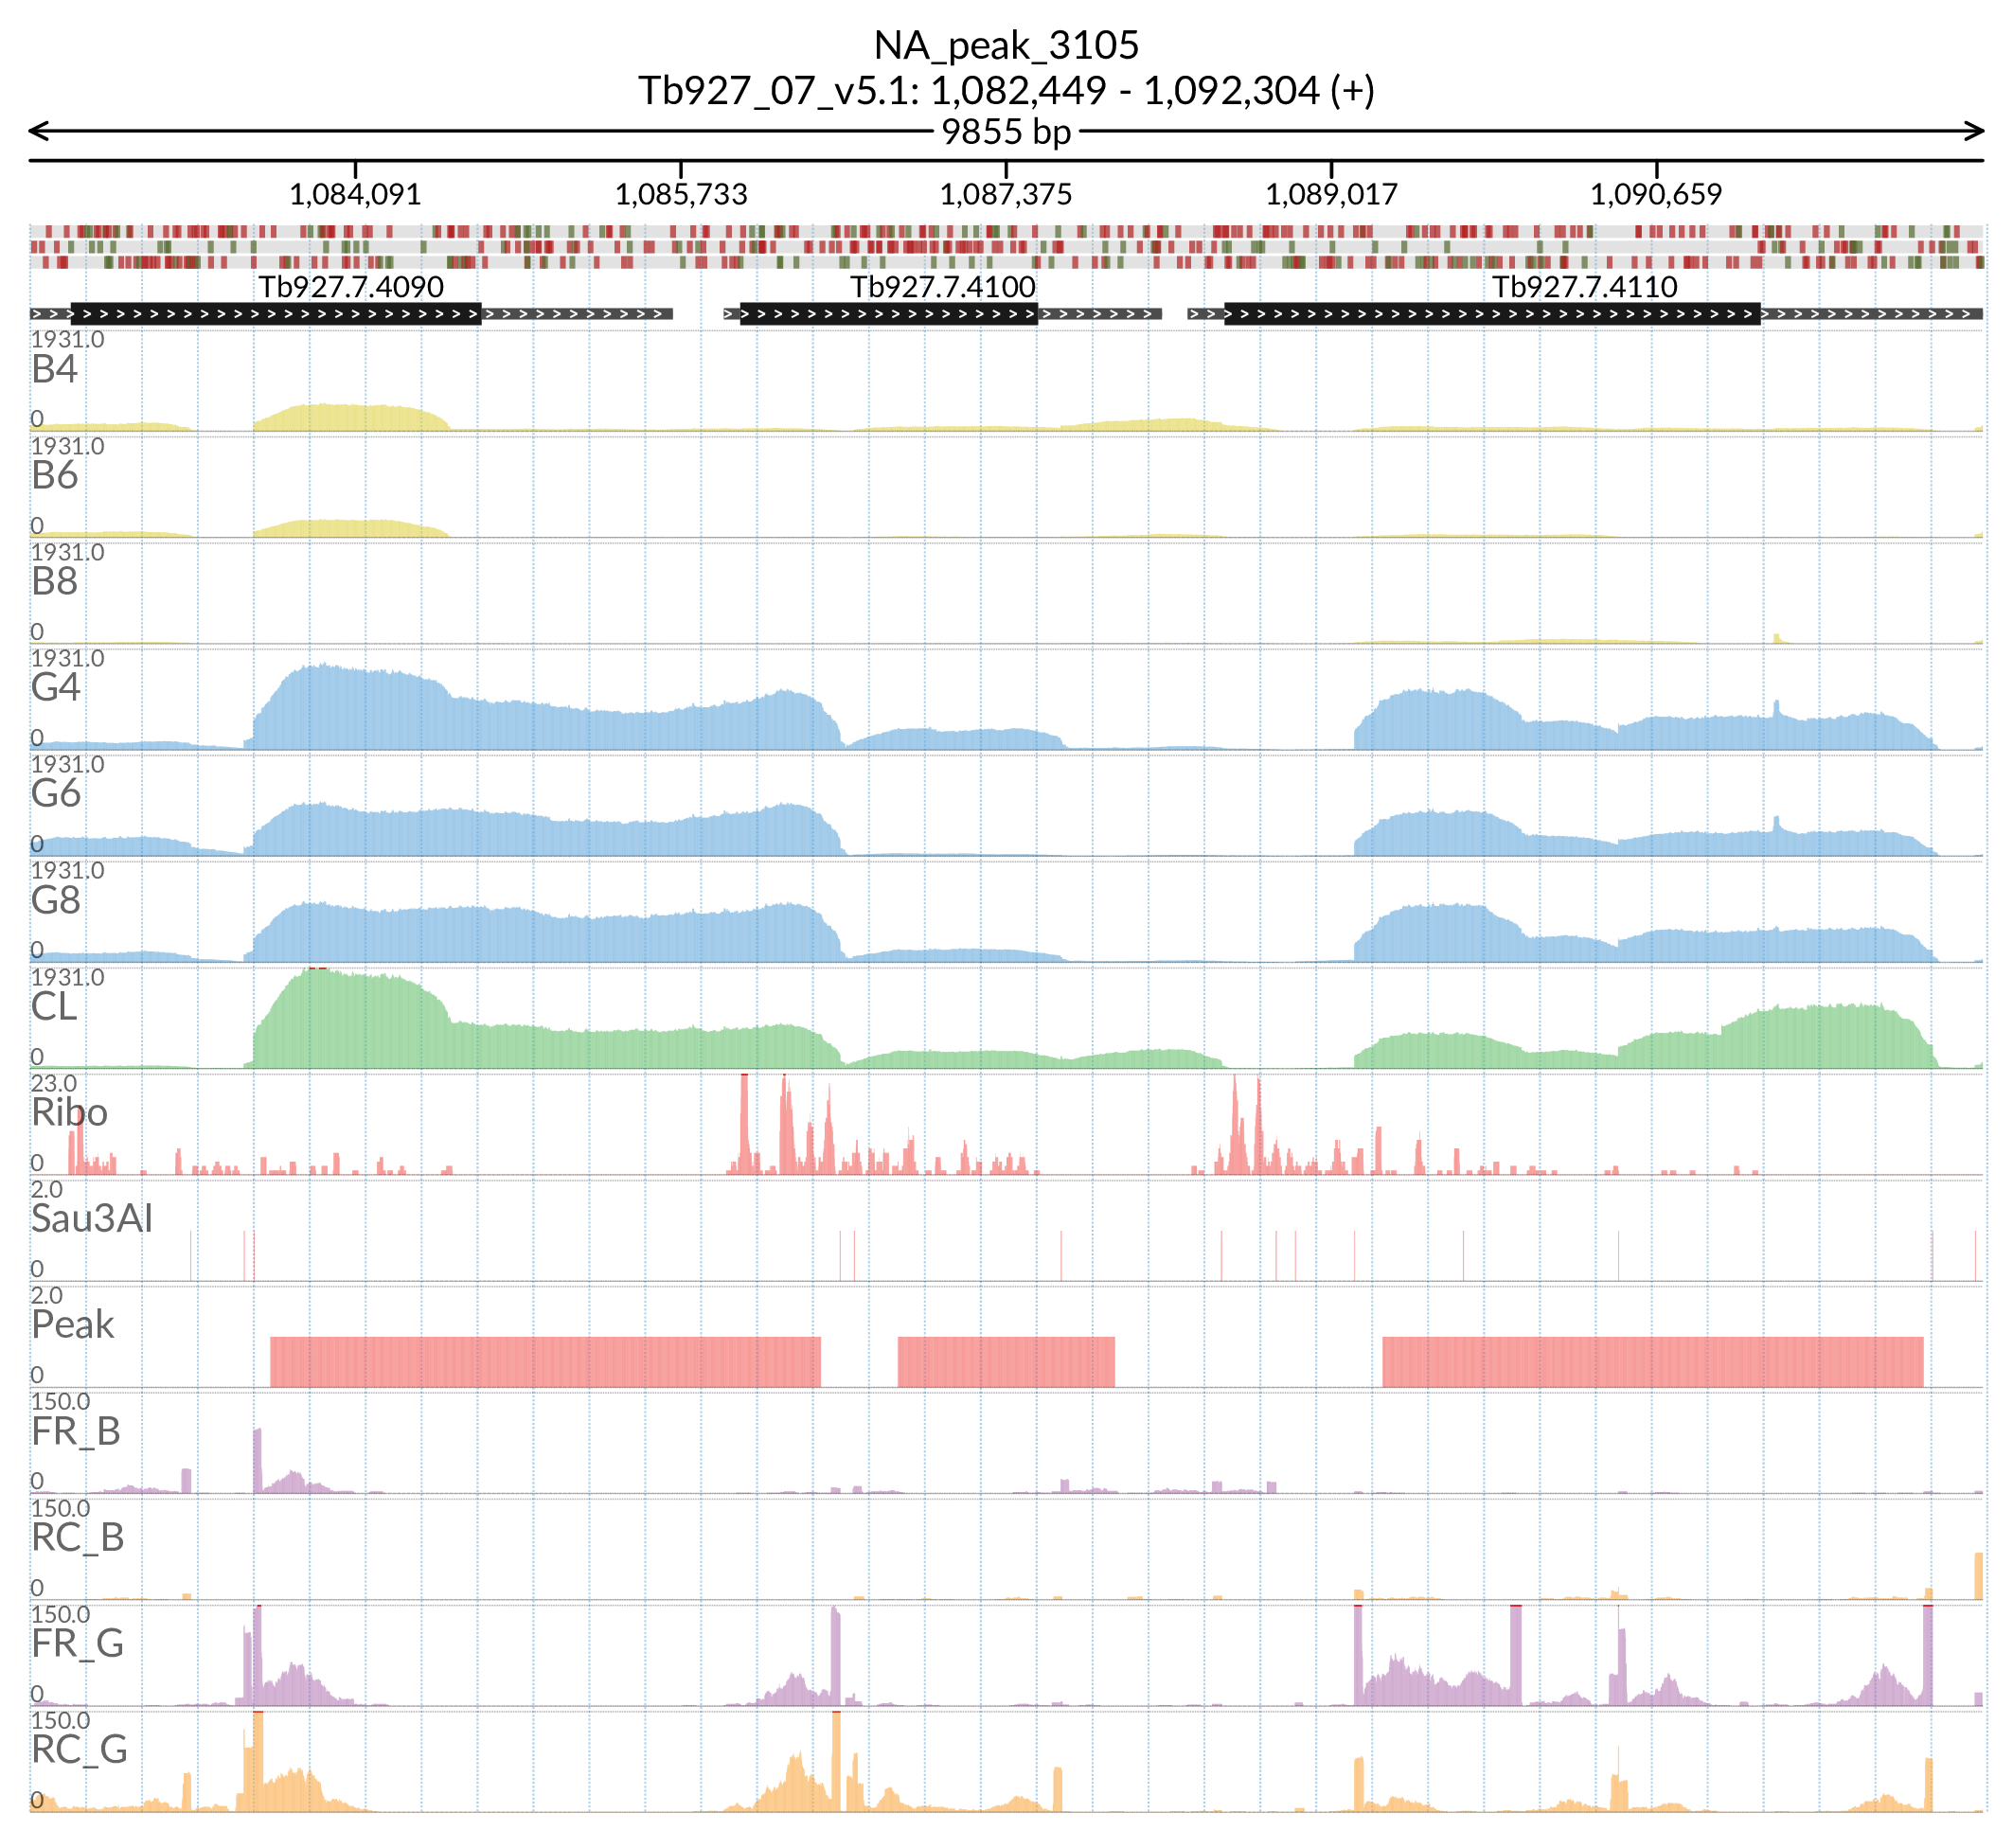 NA_peak_3105
Tb927_07_v5.1: 1,082,449 - 1,092,304 (+)
9855 bp
1,084,091 1,085,733 1,087,375 1,089,017 1,090,659
Tb927.7.4090 Tb927.7.4100 Tb927.7.4110
1931.0
B4
0
1931.0
B6
0
1931.0
B8
0
1931.0
G4
0
1931.0
G6
0
1931.0
G8
0
1931.0
CL
0
23.0
Ribo
0
2.0
Sau3AI
0
2.0
Peak
0
150.0
FR_B
0
150.0
RC_B
0
150.0
FR_G
0
150.0
RC_G
0